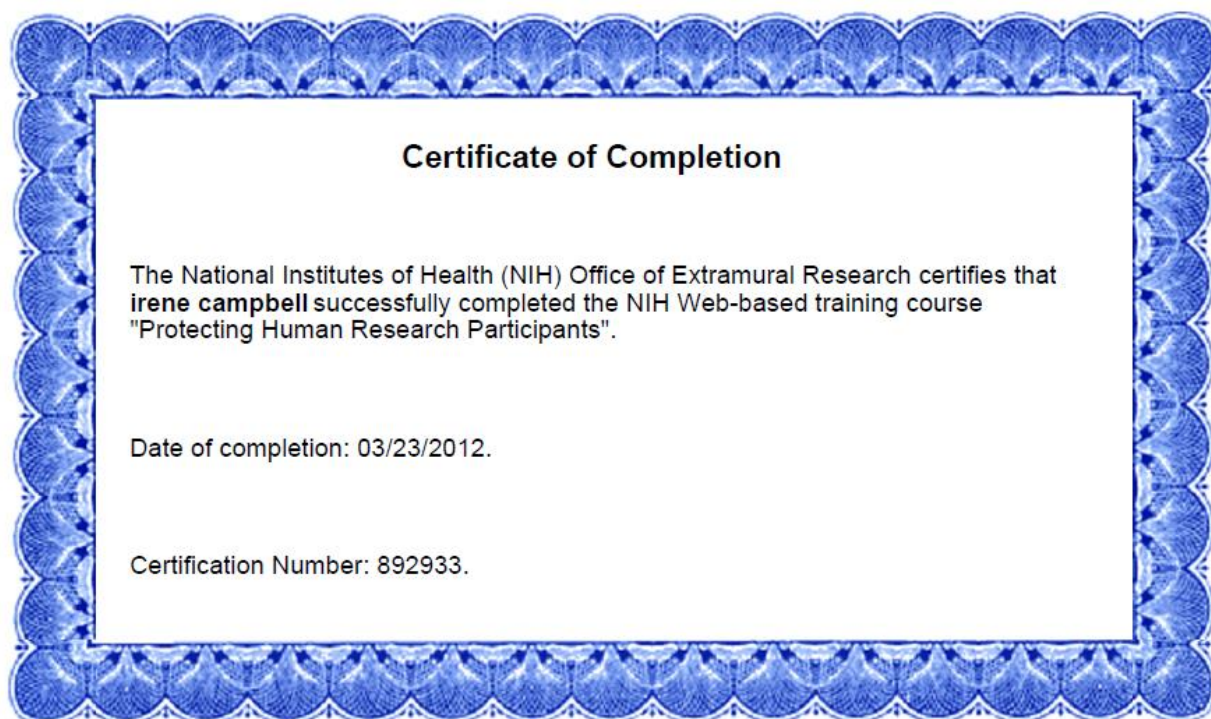 Certificate of Completion
The National Institutes of Health (NIH) Office of Extramural Research certifies that
irene campbell successfully completed the NIH Web-based training course
"Protecting Human Research Participants".
Date of completion: 03/23/2012.
Certification Number: 892933.